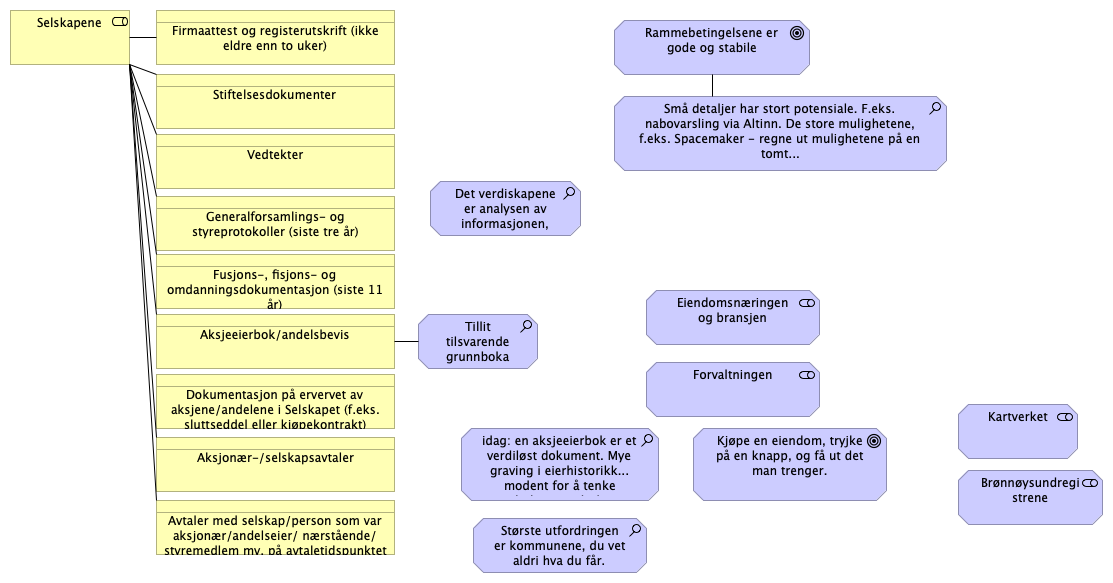 Selskapene
Firmaattest og registerutskrift (ikke
eldre enn to uker)
Stiftelsesdokumenter
Vedtekter
Generalforsamlings- og
styreprotokoller (siste tre år)
Fusjons-, fisjons- og
omdanningsdokumentasjon (siste 11
år)
Aksjeeierbok/andelsbevis
Dokumentasjon på ervervet av
aksjene/andelene i Selskapet (f.eks.
sluttseddel eller kjøpekontrakt)
Aksjonær-/selskapsavtaler
Avtaler med selskap/person som var
aksjonær/andelseier/ nærstående/
styremedlem mv. på avtaletidspunktet
Rammebetingelsene er
gode og stabile
Små detaljer har stort potensiale. F.eks.
nabovarsling via Altinn. De store mulighetene,
f.eks. Spacemaker - regne ut mulighetene på en
tomt...
Det verdiskapene
er analysen av
informasjonen,
Tillit
tilsvarende
grunnboka
Eiendomsnæringen
og bransjen
Forvaltningen
idag: en aksjeeierbok er et
verdiløst dokument. Mye
graving i eierhistorikk...
modent for å tenke
Kjøpe en eiendom, tryjke
på en knapp, og få ut det
man trenger.
Største utfordringen
er kommunene, du vet
aldri hva du får.
Kartverket
Brønnøysundregi
strene